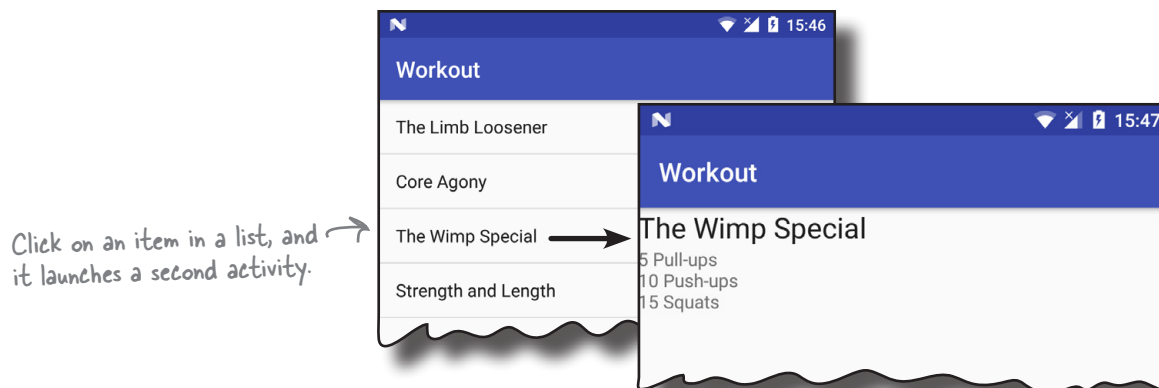 15:46
Workout
The Limb Loosener
Core Agony
The Wimp Special
Strength and Length
Click on an item in a list, and
it launches a second activity.
15:47
Workout
The Wimp Special
5 Pull-ups
10 Push-ups
15 Squats